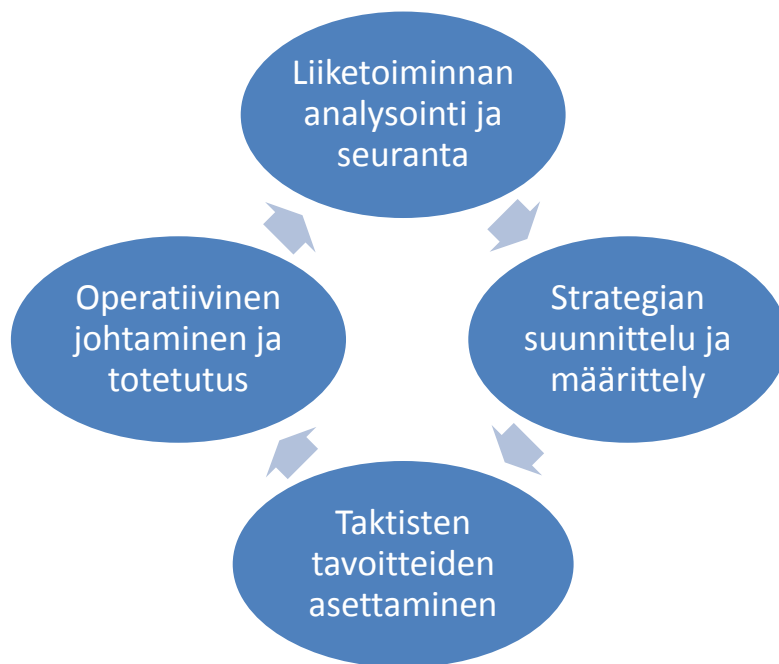 Liiketoiminnan
analysointi ja
seuranta
Strategian
suunnittelu ja
määrittely
Taktisten
tavoitteiden
asettaminen
Operatiivinen
johtaminen ja
totetutus